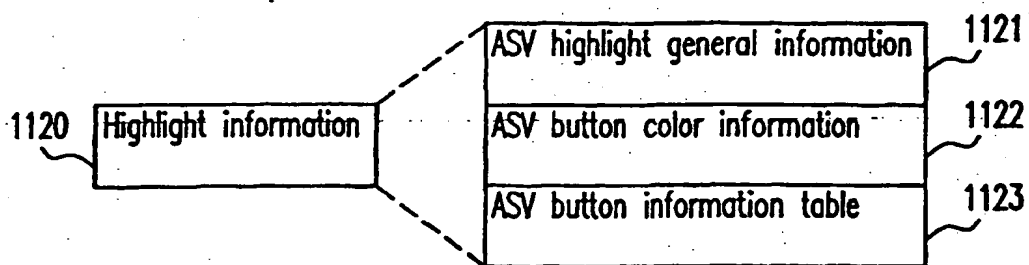 1121
ASV highlight general information
1120
Highlight information
1122
ASV button color information
1123
ASV button information table